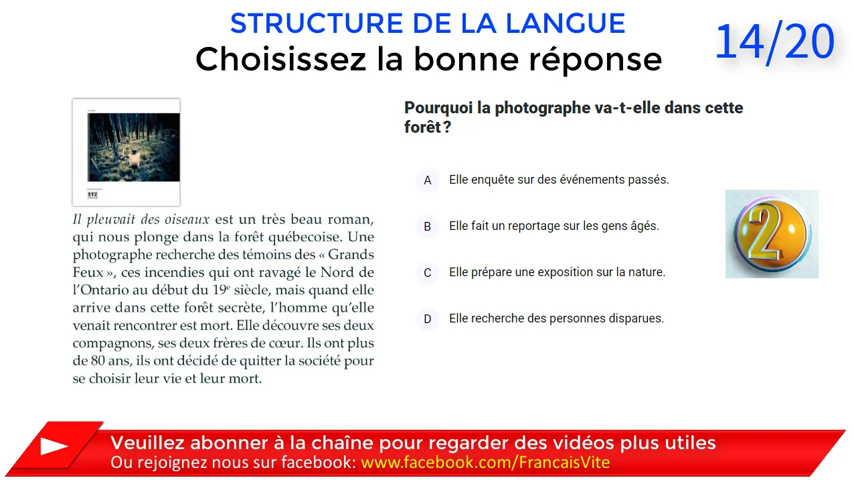 STRUCTURE DE LA LANGUE
Choisissez la bonne réponse
14/20
Il pleuvait des oiseaux est un très beau roman,
qui nous plonge dans la forêt québecoise. Une
photographe recherche des témoins des « Grands
Feux », ces incendies qui ont ravagé le Nord de
l'Ontario au début du 19e siècle, mais quand elle
arrive dans cette forêt secrète, l'homme qu'elle
venait rencontrer est mort. Elle découvre ses deux
compagnons, ses deux frères de cœur. Ils ont plus
de 80 ans, ils ont décidé de quitter la société pour
se choisir leur vie et leur mort.
Pourquoi la photographe va-t-elle dans cette
forêt ?
A Elle enquête sur des événements passés.
B Elle fait un reportage sur les gens âgés.
C Elle prépare une exposition sur la nature.
D Elle recherche des personnes disparues.
2
Veuillez abonner à la chaîne pour regarder des vidéos plus utiles
Ou rejoignez nous sur facebook: www.facebook.com/FrancaisVite